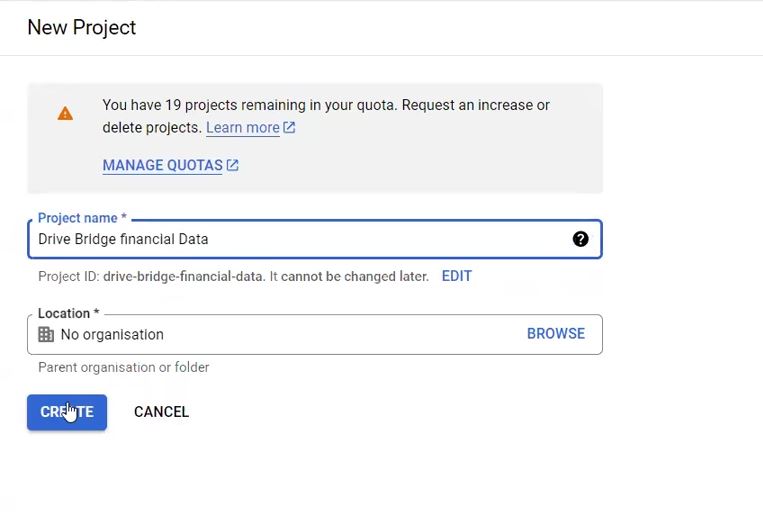 New Project
You have 19 projects remaining in your quota. Request an increase or
delete projects. Learn more
MANAGE QUOTAS
Project name *
Drive Bridge financial Data
Project ID: drive-bridge-financial-data. It cannot be changed later. EDIT
Location *
No organisation BROWSE
Parent organisation or folder
CREATE CANCEL